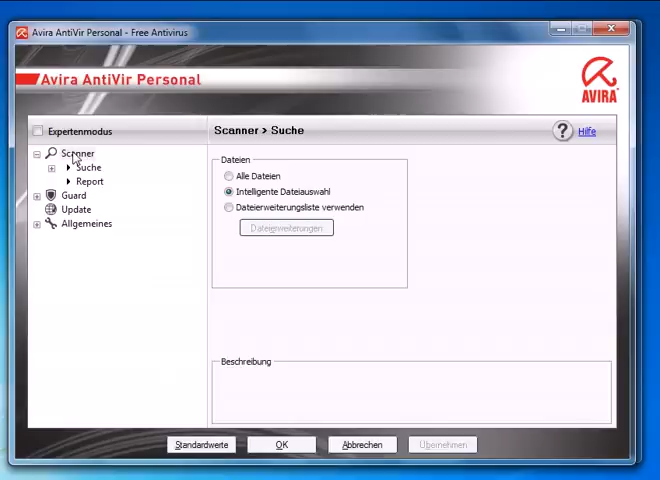 Avira AntiVir Personal - Free Antivirus
Avira AntiVir Personal
AVIRA
Expertenmodus
Scanner > Suche
? Hilfe
Scanner
Suche
Report
Guard
Update
Allgemeines
Dateien
Alle Dateien
Intelligente Dateiauswahl
Dateierweiterungsliste verwenden
Dateierweiterungen
Beschreibung
Standardwerte
OK
Abbrechen
Übernehmen